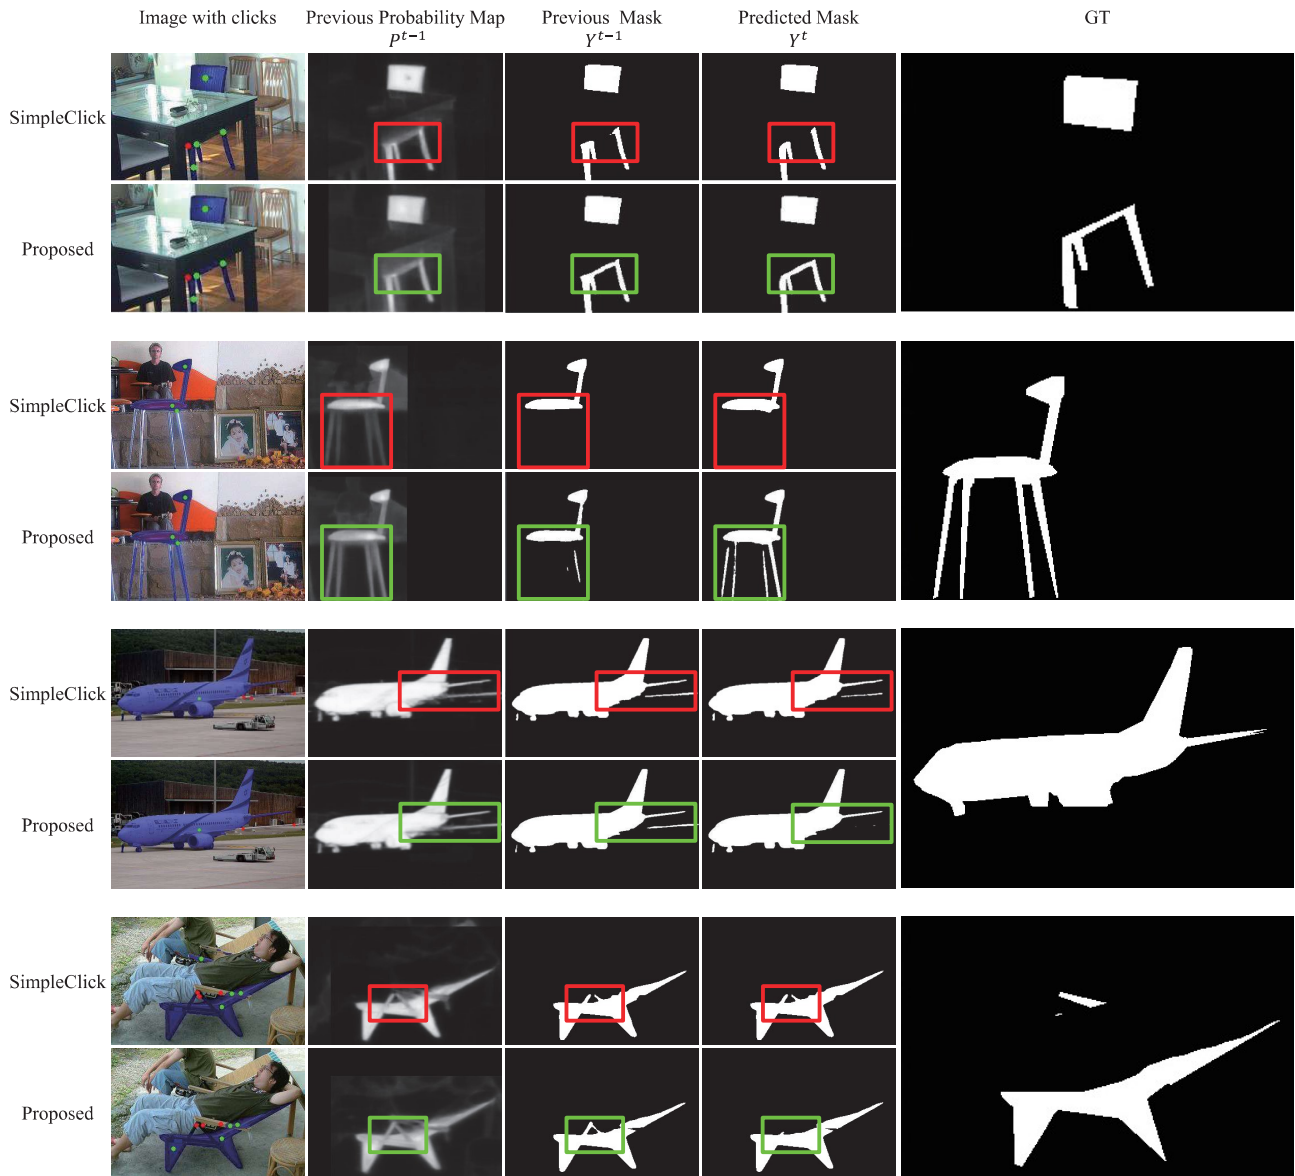 Image with clicks Previous Probability Map Previous Mask Predicted Mask GT
P^{t−1} Y^{t−1} Y^t
SimpleClick
Proposed
SimpleClick
Proposed
SimpleClick
Proposed
SimpleClick
Proposed